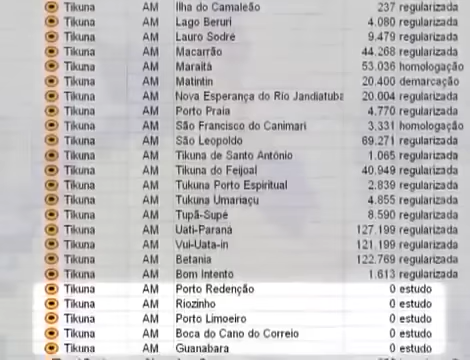 Tikuna AM Ilha do Camaleão 237 regularizada
Tikuna AM Lago Beruri 4.080 regularizada
Tikuna AM Lauro Sodré 9.479 regularizada
Tikuna AM Macarrão 44.268 regularizada
Tikuna AM Maraitá 53.036 homologação
Tikuna AM Matintin 20.400 demarcação
Tikuna AM Nova Esperança do Rio Jandiatuba 20.004 regularizada
Tikuna AM Porto Praia 4.770 regularizada
Tikuna AM São Francisco do Canimari 3.331 homologação
Tikuna AM São Leopoldo 69.271 regularizada
Tikuna AM Tikuna de Santo Antônio 1.065 regularizada
Tikuna AM Tikuna do Feijoal 40.949 regularizada
Tikuna AM Tukuna Porto Espiritual 2.839 regularizada
Tikuna AM Tukuna Umariaçu 4.855 regularizada
Tikuna AM Tupã-Supé 8.590 regularizada
Tikuna AM Uati-Paraná 127.199 regularizada
Tikuna AM Vui-Uata-in 121.199 regularizada
Tikuna AM Betania 122.769 regularizada
Tikuna AM Bom Intento 1.613 regularizada
Tikuna AM Porto Redenção 0 estudo
Tikuna AM Riozinho 0 estudo
Tikuna AM Porto Limoeiro 0 estudo
Tikuna AM Boca do Cano do Correio 0 estudo
Tikuna AM Guanabara 0 estudo